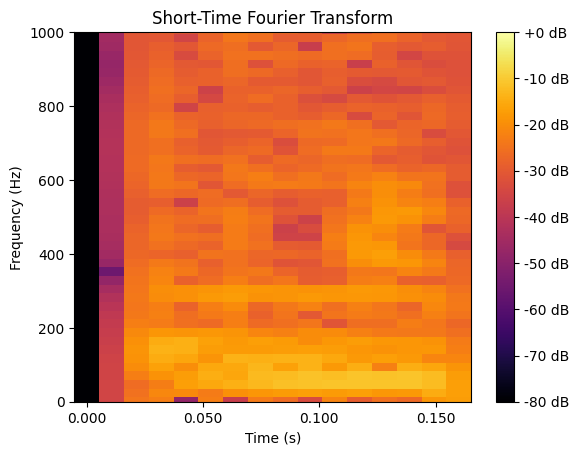 Short-Time Fourier Transform
1000
800
600
400
200
0
Frequency (Hz)
0.000
0.050
0.100
0.150
Time (s)
+0 dB
-10 dB
-20 dB
-30 dB
-40 dB
-50 dB
-60 dB
-70 dB
-80 dB